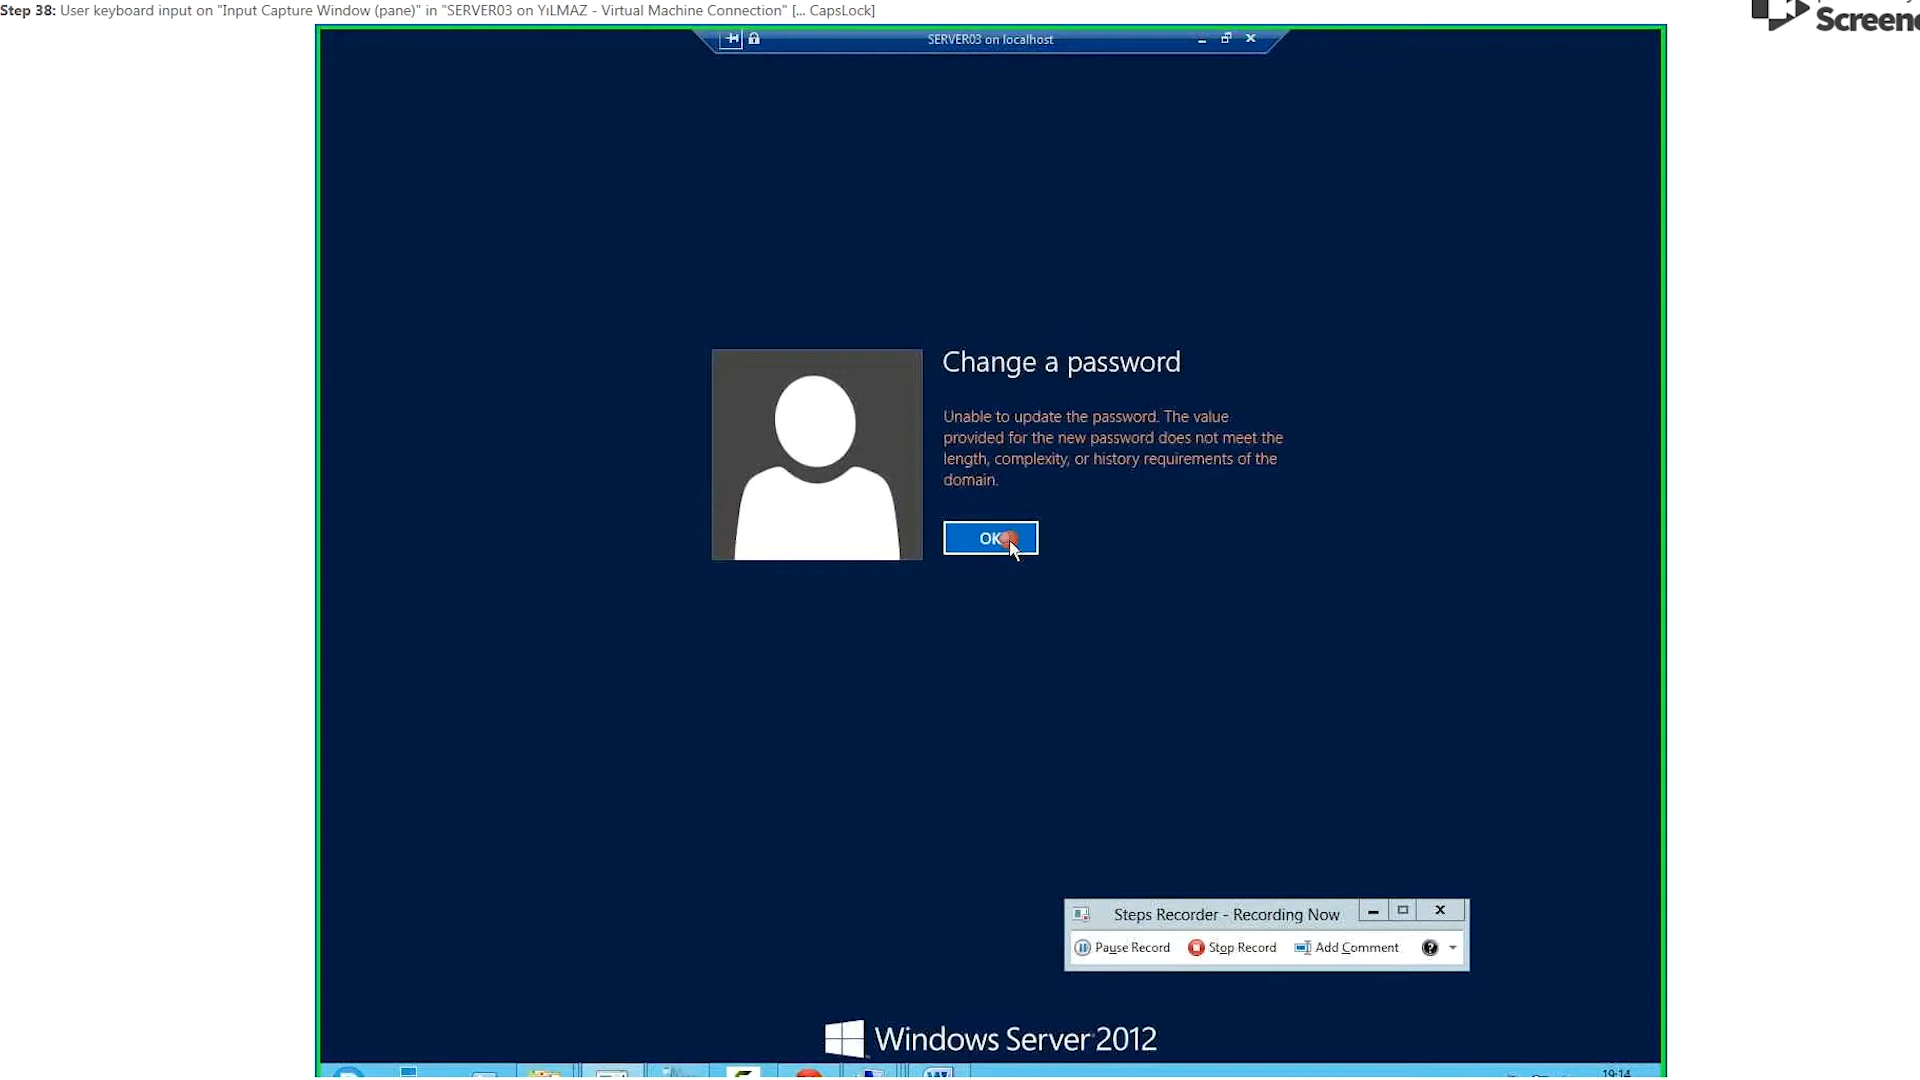 Step 38: User keyboard input on "Input Capture Window (pane)" in "SERVER03 on YıLMAZ - Virtual Machine Connection" [... CapsLock]
SERVER03 on localhost
Change a password
Unable to update the password. The value
provided for the new password does not meet the
length, complexity, or history requirements of the
domain.
OK
Steps Recorder - Recording Now
Pause Record Stop Record Add Comment
Windows Server 2012
19:14